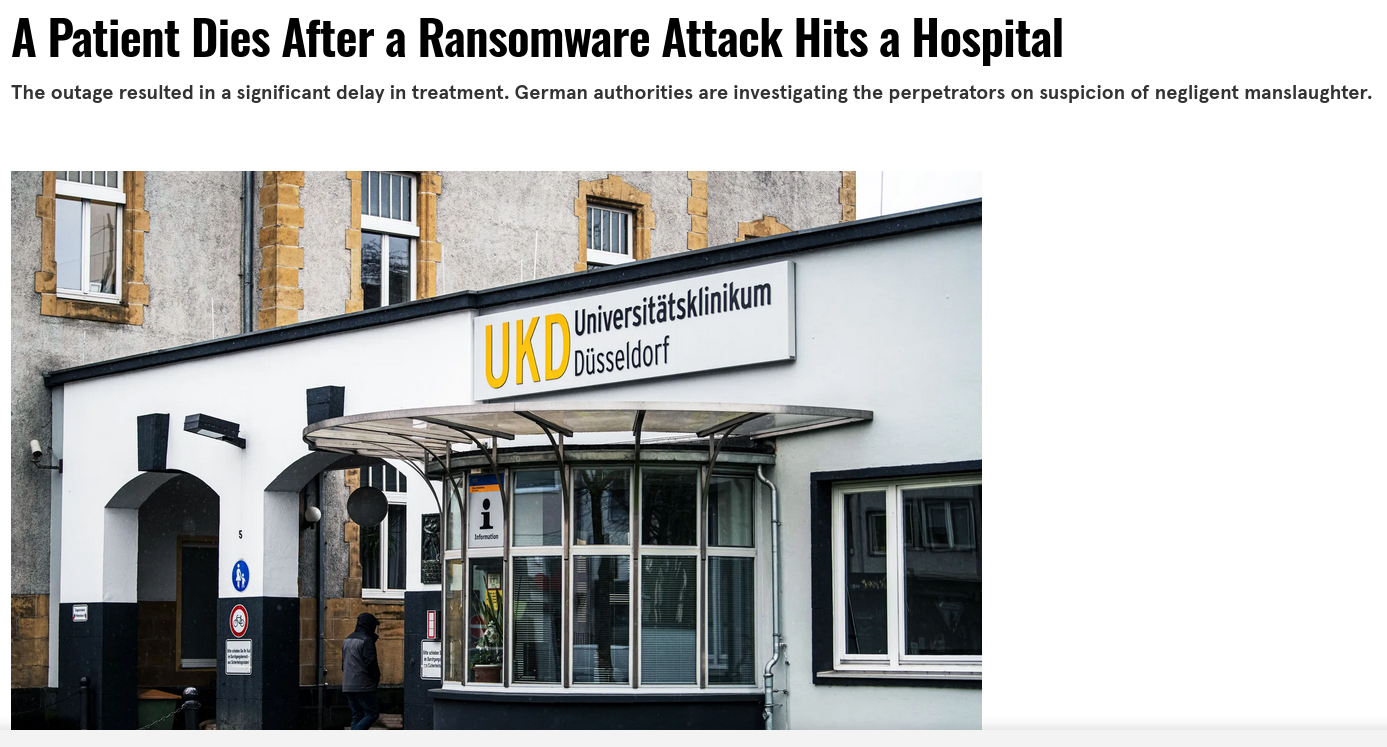 A Patient Dies After a Ransomware Attack Hits a Hospital
The outage resulted in a significant delay in treatment. German authorities are investigating the perpetrators on suspicion of negligent manslaughter.
UKD Universitätsklinikum
Düsseldorf
5
Information